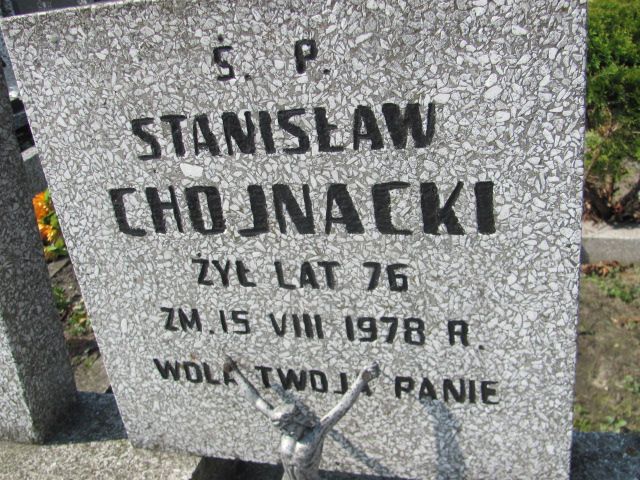 Ś. P.
STANISŁAW
CHOJNACKI
ŻYŁ LAT 76
ZM. 15 VIII 1978 R.
WOLA TWOJA PANIE